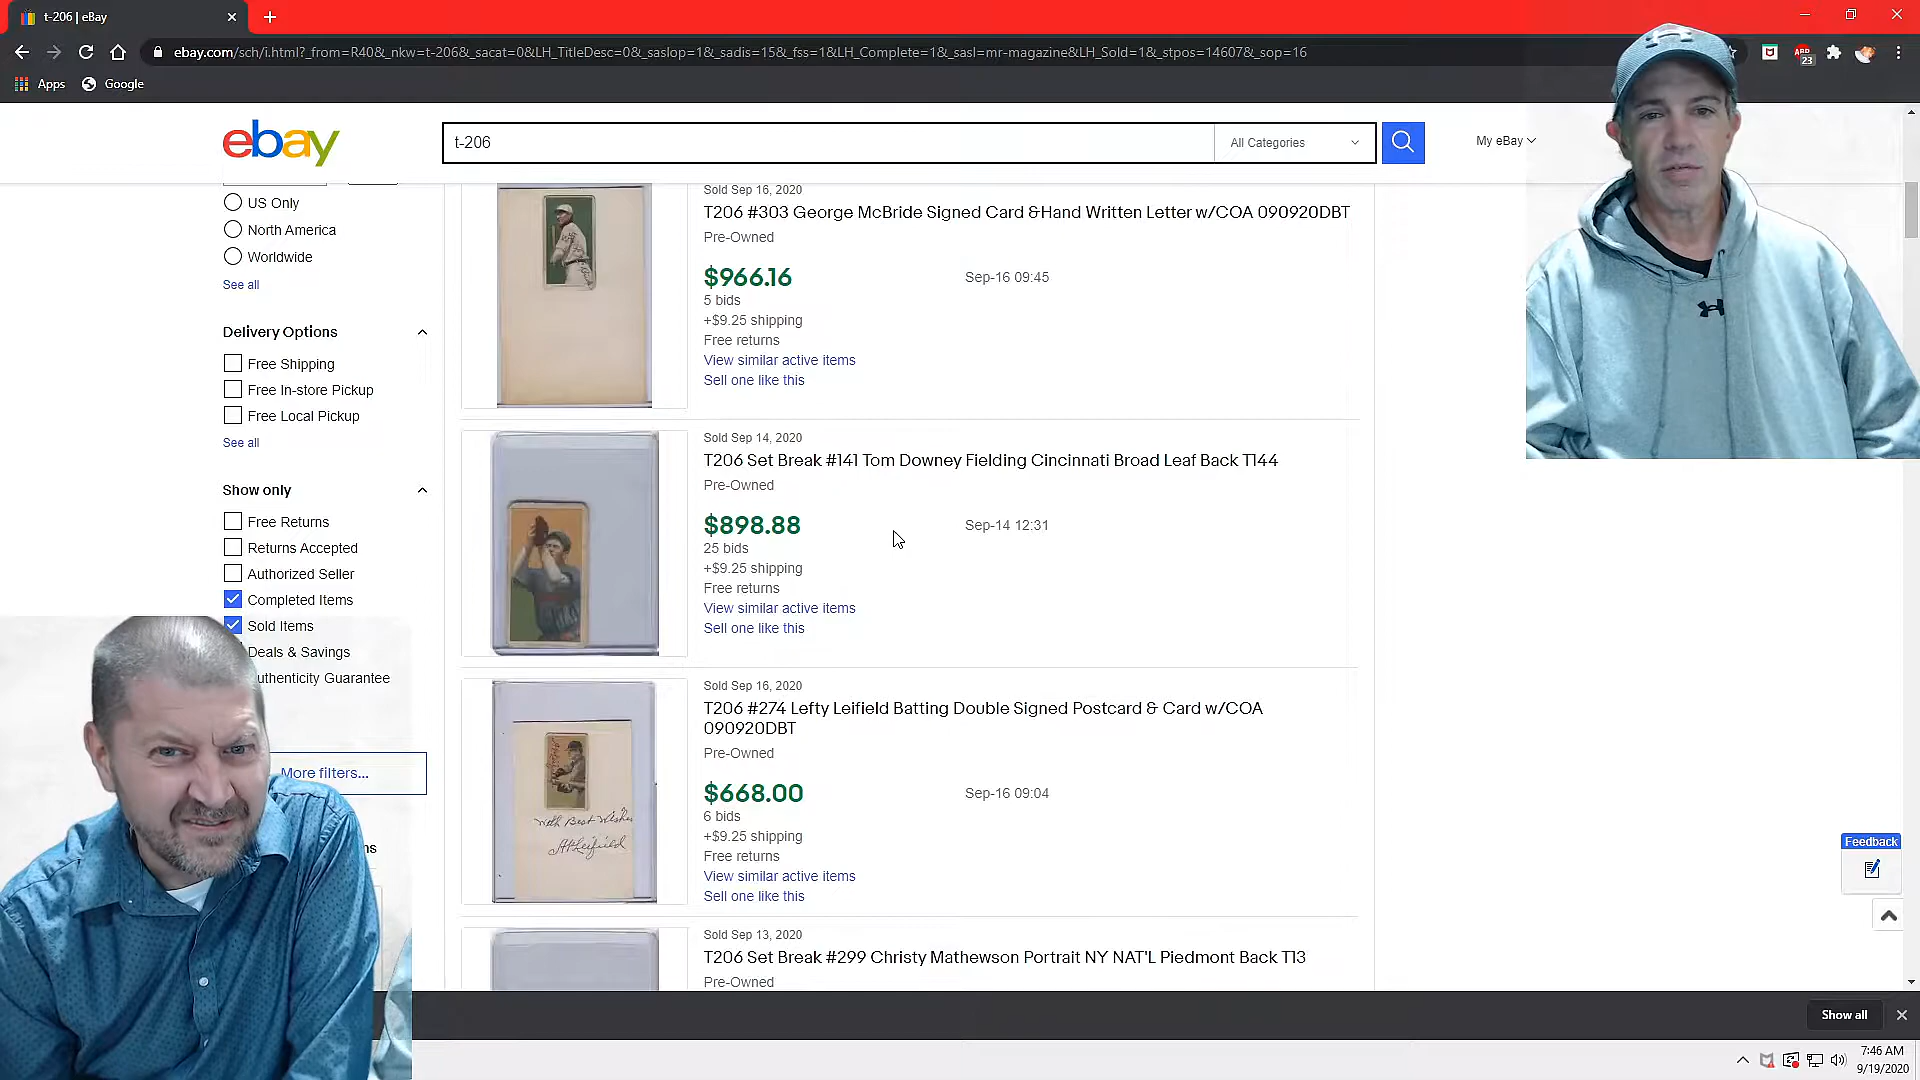 t-206 | eBay
ebay.com/sch/i.html?_from=R40&_nkw=t-206&_sacat=0&LH_TitleDesc=0&_saslop=1&_sadis=15&_fss=1&LH_Complete=1&_sasl=mr-magazine&LH_Sold=1&_stpos=14607&_sop=16
23
Apps
Google
ebay
t-206
All Categories
My eBay
US Only
North America
Worldwide
See all
Delivery Options
Free Shipping
Free In-store Pickup
Free Local Pickup
See all
Show only
Free Returns
Returns Accepted
Authorized Seller
Completed Items
Sold Items
Deals & Savings
uthenticity Guarantee
More filters...
ns
Sold Sep 16, 2020
T206 #303 George McBride Signed Card &Hand Written Letter w/COA 090920DBT
Pre-Owned
$966.16
Sep-16 09:45
5 bids
+$9.25 shipping
Free returns
View similar active items
Sell one like this
Sold Sep 14, 2020
T206 Set Break #141 Tom Downey Fielding Cincinnati Broad Leaf Back T144
Pre-Owned
$898.88
Sep-14 12:31
25 bids
+$9.25 shipping
Free returns
View similar active items
Sell one like this
With Best Wishes
Sold Sep 16, 2020
T206 #274 Lefty Leifield Batting Double Signed Postcard & Card w/COA
090920DBT
Pre-Owned
$668.00
Sep-16 09:04
6 bids
+$9.25 shipping
Free returns
View similar active items
Sell one like this
Sold Sep 13, 2020
T206 Set Break #299 Christy Mathewson Portrait NY NAT'L Piedmont Back T13
Pre-Owned
Feedback
Show all
7:46 AM
9/19/2020